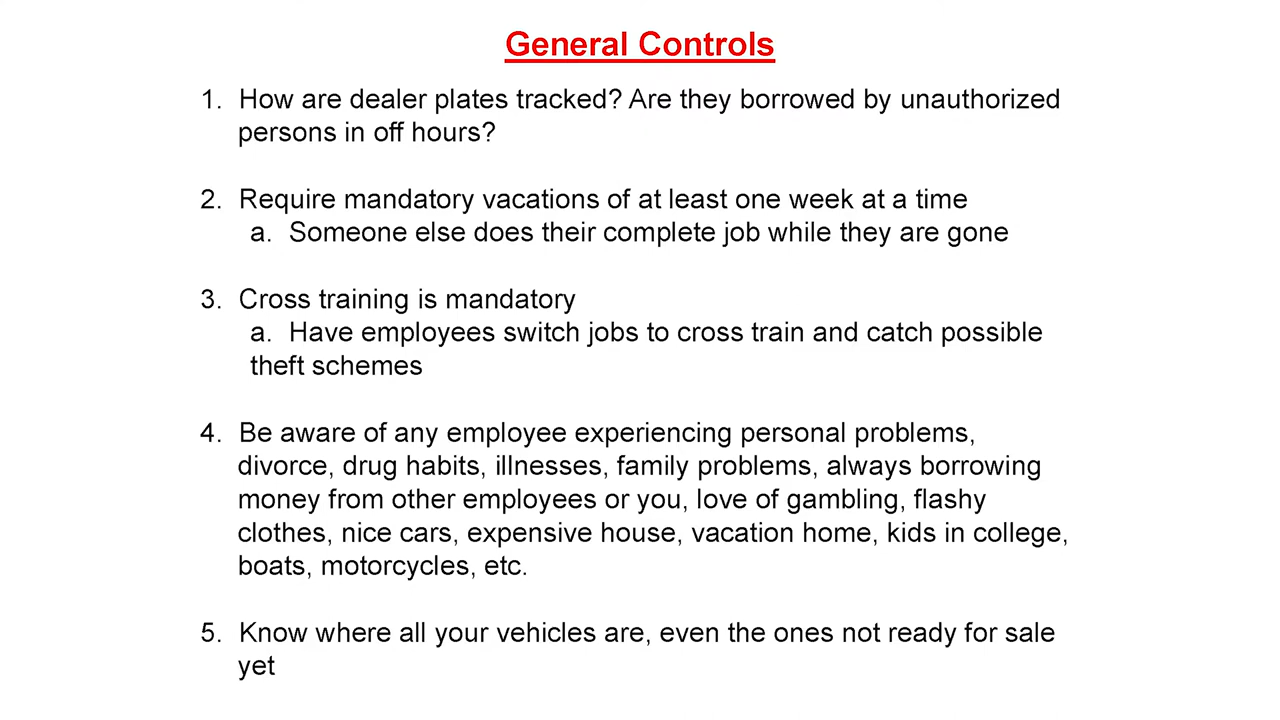 General Controls
1. How are dealer plates tracked? Are they borrowed by unauthorized
persons in off hours?
2. Require mandatory vacations of at least one week at a time
a. Someone else does their complete job while they are gone
3. Cross training is mandatory
a. Have employees switch jobs to cross train and catch possible
theft schemes
4. Be aware of any employee experiencing personal problems,
divorce, drug habits, illnesses, family problems, always borrowing
money from other employees or you, love of gambling, flashy
clothes, nice cars, expensive house, vacation home, kids in college,
boats, motorcycles, etc.
5. Know where all your vehicles are, even the ones not ready for sale
yet